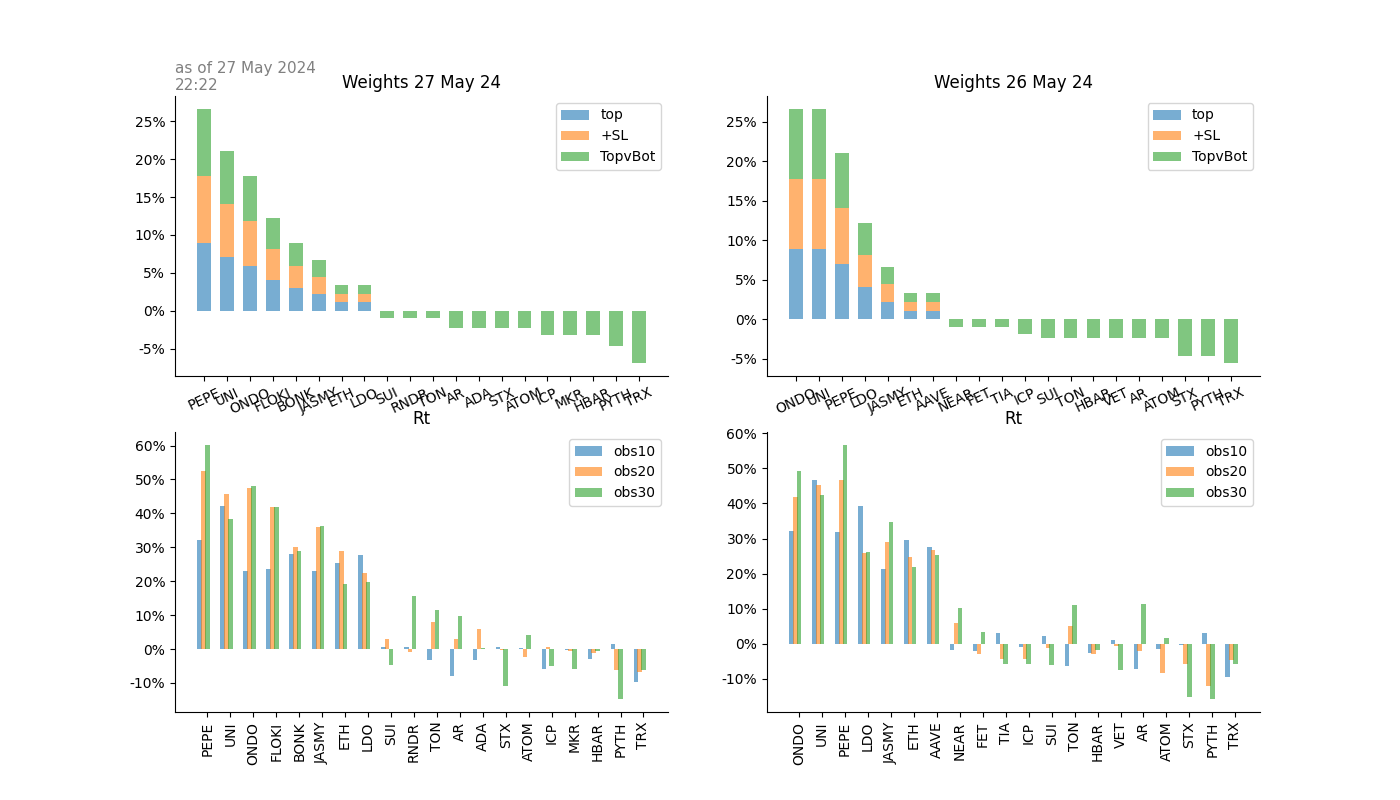 as of 27 May 2024
22:22
Weights 27 May 24
25%
20%
15%
10%
5%
0%
-5%
top
+SL
TopvBot
PEPE UNI ONDO FLOKI BONK JASMY ETH LDO SUI RNDR TON AR ADA STX ATOM ICP MKR HBAR PYTH TRX
Weights 26 May 24
25%
20%
15%
10%
5%
0%
-5%
top
+SL
TopvBot
ONDO UNI PEPE LDO JASMY ETH AAVE NEAR FET TIA ICP SUI TON HBAR VET AR ATOM STX PYTH TRX
Rt
60%
50%
40%
30%
20%
10%
0%
-10%
obs10
obs20
obs30
PEPE UNI ONDO FLOKI BONK JASMY ETH LDO SUI RNDR TON AR ADA STX ATOM ICP MKR HBAR PYTH TRX
Rt
60%
50%
40%
30%
20%
10%
0%
-10%
obs10
obs20
obs30
ONDO UNI PEPE LDO JASMY ETH AAVE NEAR FET TIA ICP SUI TON HBAR VET AR ATOM STX PYTH TRX